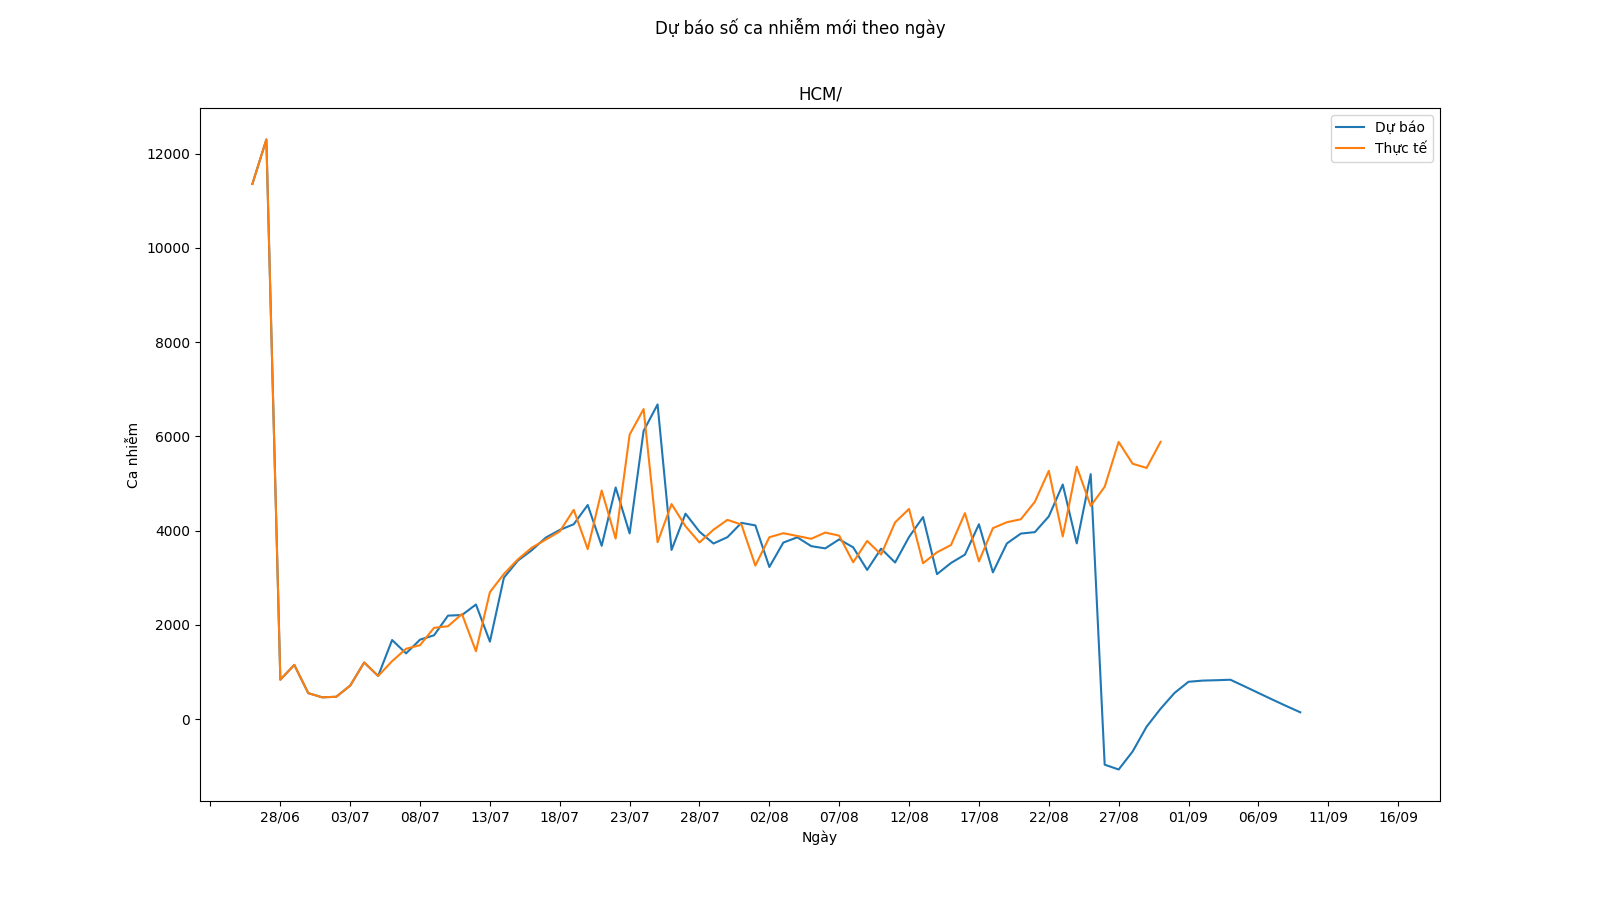 Dự báo số ca nhiễm mới theo ngày
HCM/
Dự báo
Thực tế
12000
10000
8000
6000
4000
2000
0
Ca nhiễm
28/06 03/07 08/07 13/07 18/07 23/07 28/07 02/08 07/08 12/08 17/08 22/08 27/08 01/09 06/09 11/09 16/09
Ngày